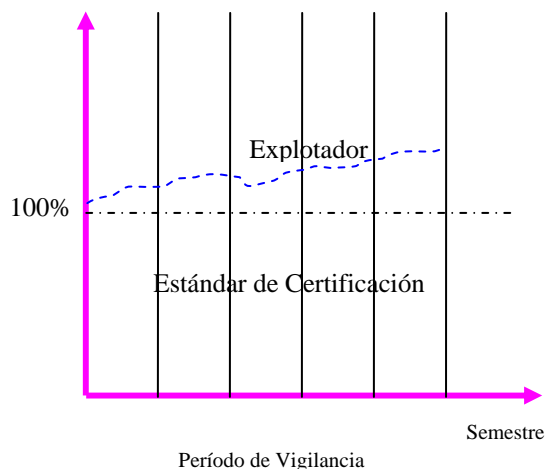 Explotador
100%
Estándar de Certificación
Semestre
Período de Vigilancia